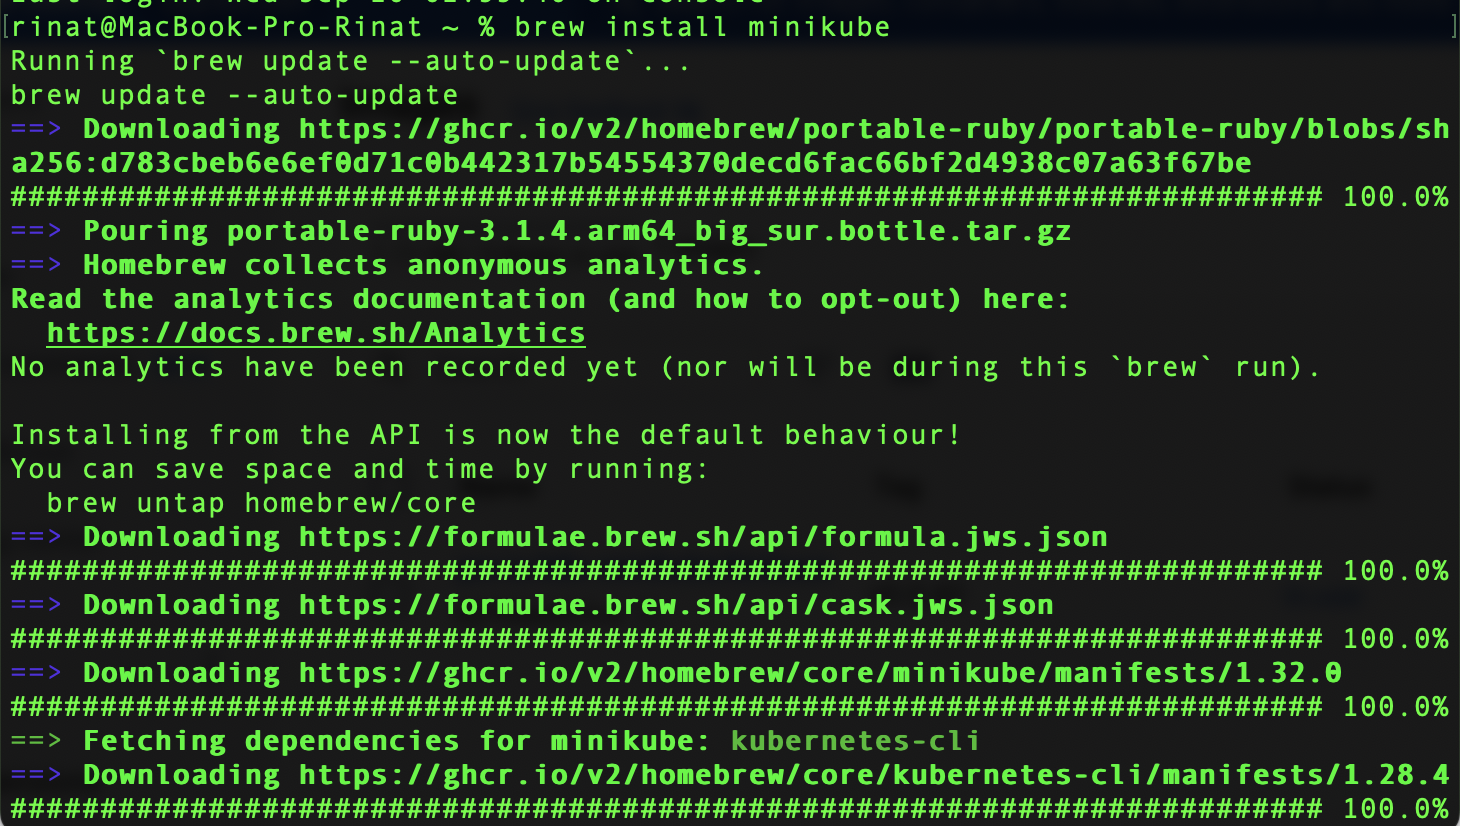 rinat@MacBook-Pro-Rinat ~ % brew install minikube
Running `brew update --auto-update`...
brew update --auto-update
==> Downloading https://ghcr.io/v2/homebrew/portable-ruby/portable-ruby/blobs/sh
a256:d783cbeb6e6ef0d71c0b442317b54554370decd6fac66bf2d4938c07a63f67be
######################################################################### 100.0%
==> Pouring portable-ruby-3.1.4.arm64_big_sur.bottle.tar.gz
==> Homebrew collects anonymous analytics.
Read the analytics documentation (and how to opt-out) here:
  https://docs.brew.sh/Analytics
No analytics have been recorded yet (nor will be during this `brew` run).

Installing from the API is now the default behaviour!
You can save space and time by running:
  brew untap homebrew/core
==> Downloading https://formulae.brew.sh/api/formula.jws.json
######################################################################### 100.0%
==> Downloading https://formulae.brew.sh/api/cask.jws.json
######################################################################### 100.0%
==> Downloading https://ghcr.io/v2/homebrew/core/minikube/manifests/1.32.0
######################################################################### 100.0%
==> Fetching dependencies for minikube: kubernetes-cli
==> Downloading https://ghcr.io/v2/homebrew/core/kubernetes-cli/manifests/1.28.4
######################################################################### 100.0%